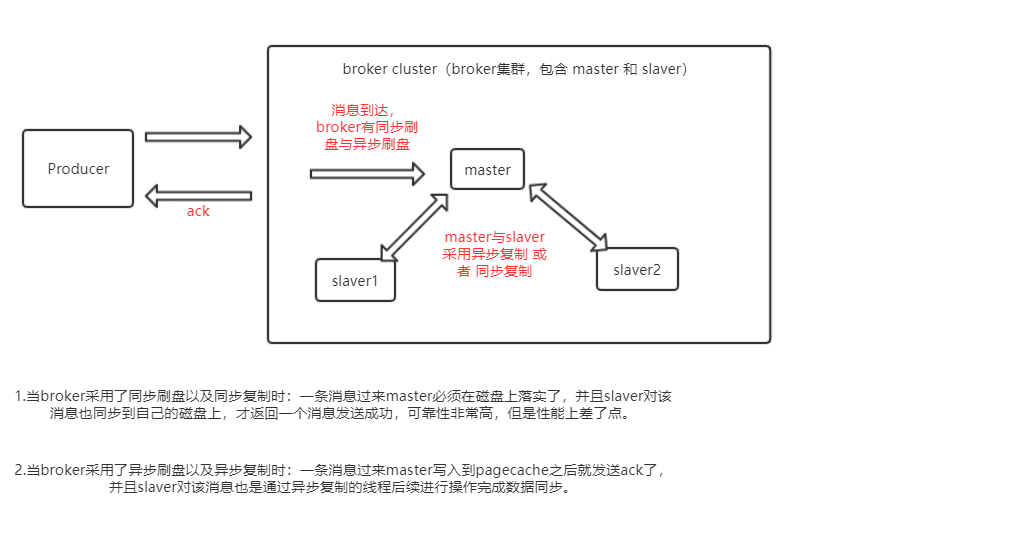 broker cluster（broker集群，包含 master 和 slaver）
消息到达，
broker有同步刷
盘与异步刷盘
Producer
master
ack
master与slaver
采用异步复制 或
者 同步复制
slaver1
slaver2
1.当broker采用了同步刷盘以及同步复制时：一条消息过来master必须在磁盘上落实了，并且slaver对该
消息也同步到自己的磁盘上，才返回一个消息发送成功，可靠性非常高，但是性能上差了点。
2.当broker采用了异步刷盘以及异步复制时：一条消息过来master写入到pagecache之后就发送ack了，
并且slaver对该消息也是通过异步复制的线程后续进行操作完成数据同步。